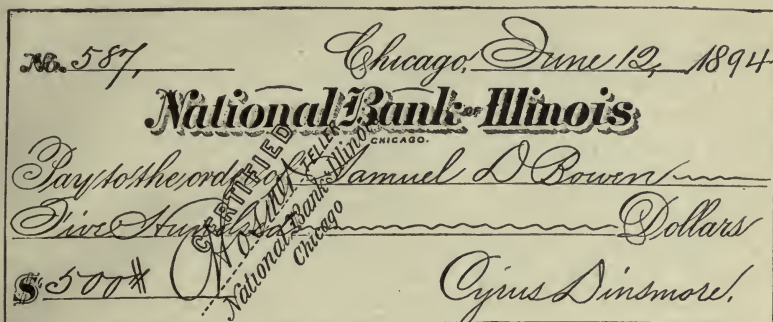 No. 587, Chicago, June 12, 1894
National Bank of Illinois
CHICAGO.
Pay to the order of Samuel D Bowen
Five Hundred Dollars
$ 500# Cyrus Dinsmore.
CERTIFIED
TELLER
National Bank of Illinois
Chicago